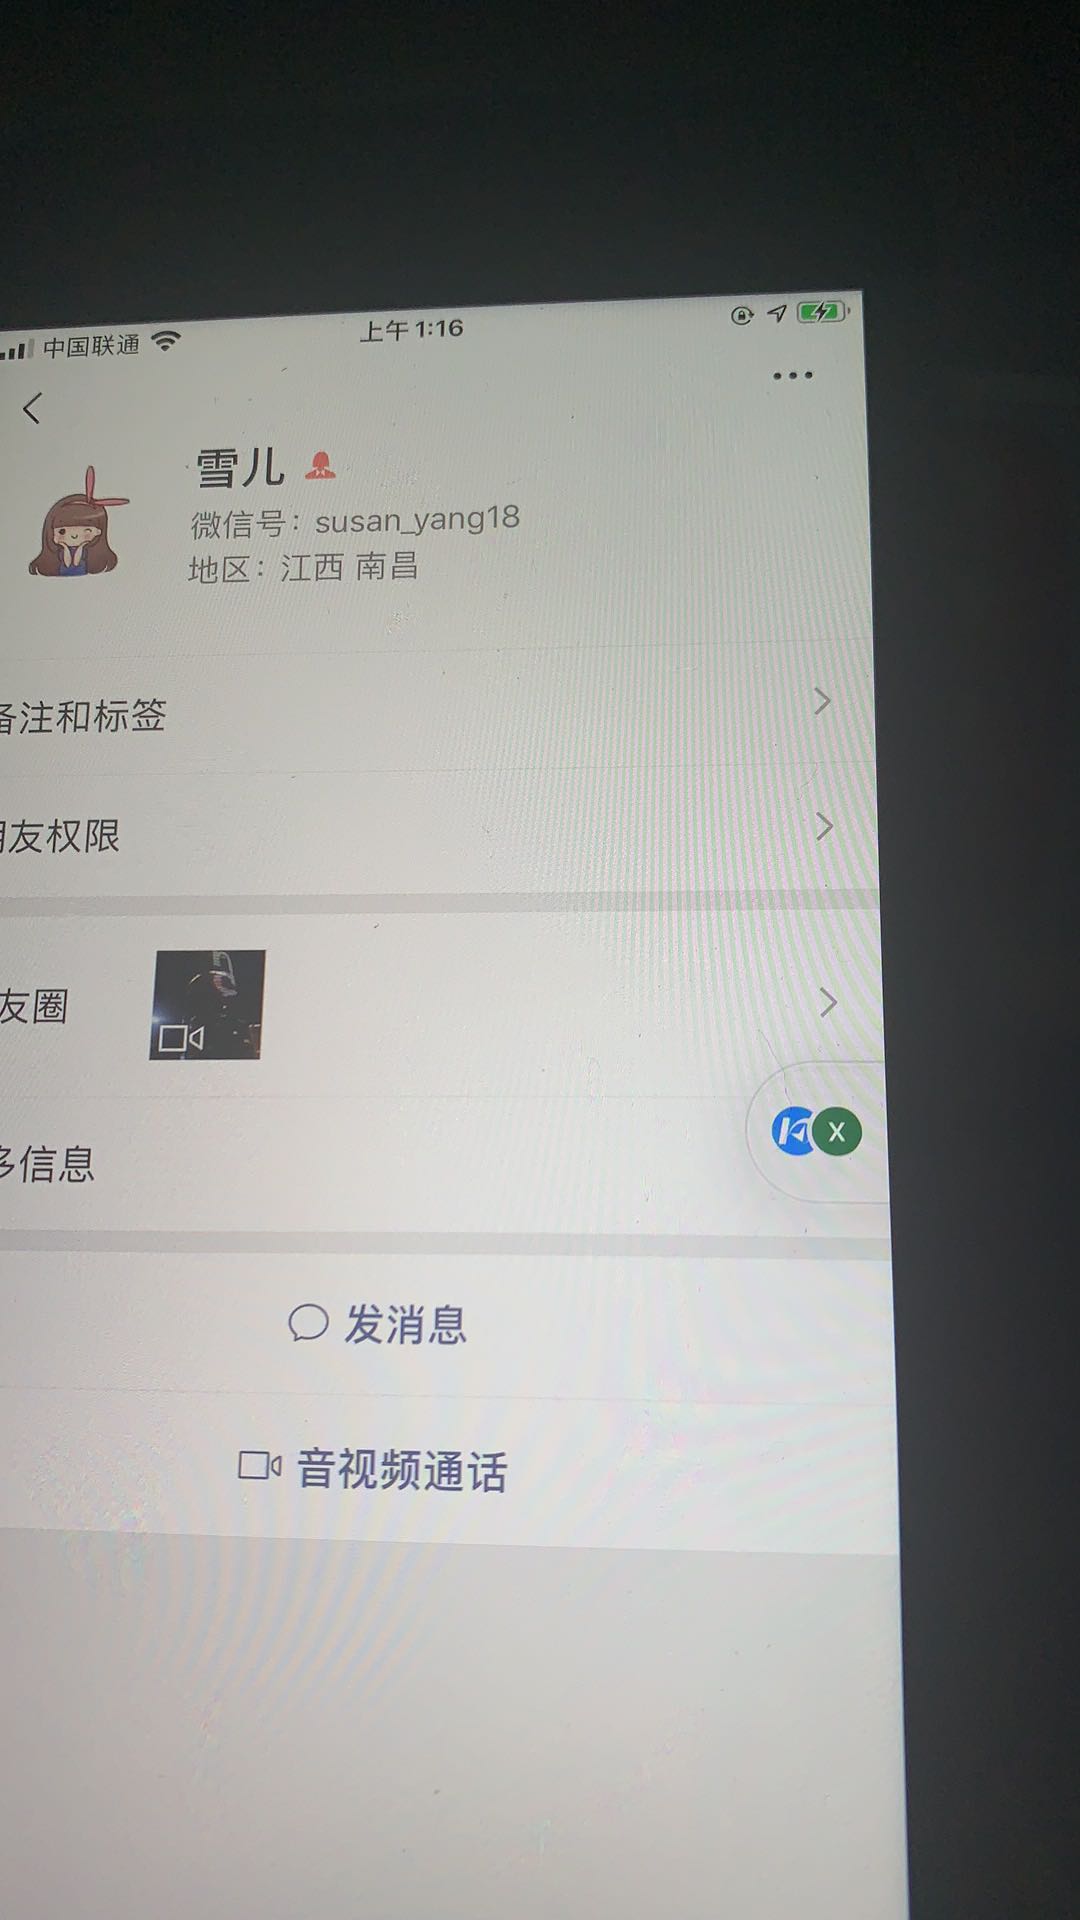 中国联通
上午1:16
雪儿
微信号：susan_yang18
地区：江西 南昌
备注和标签
朋友权限
友圈
多信息
X
发消息
音视频通话